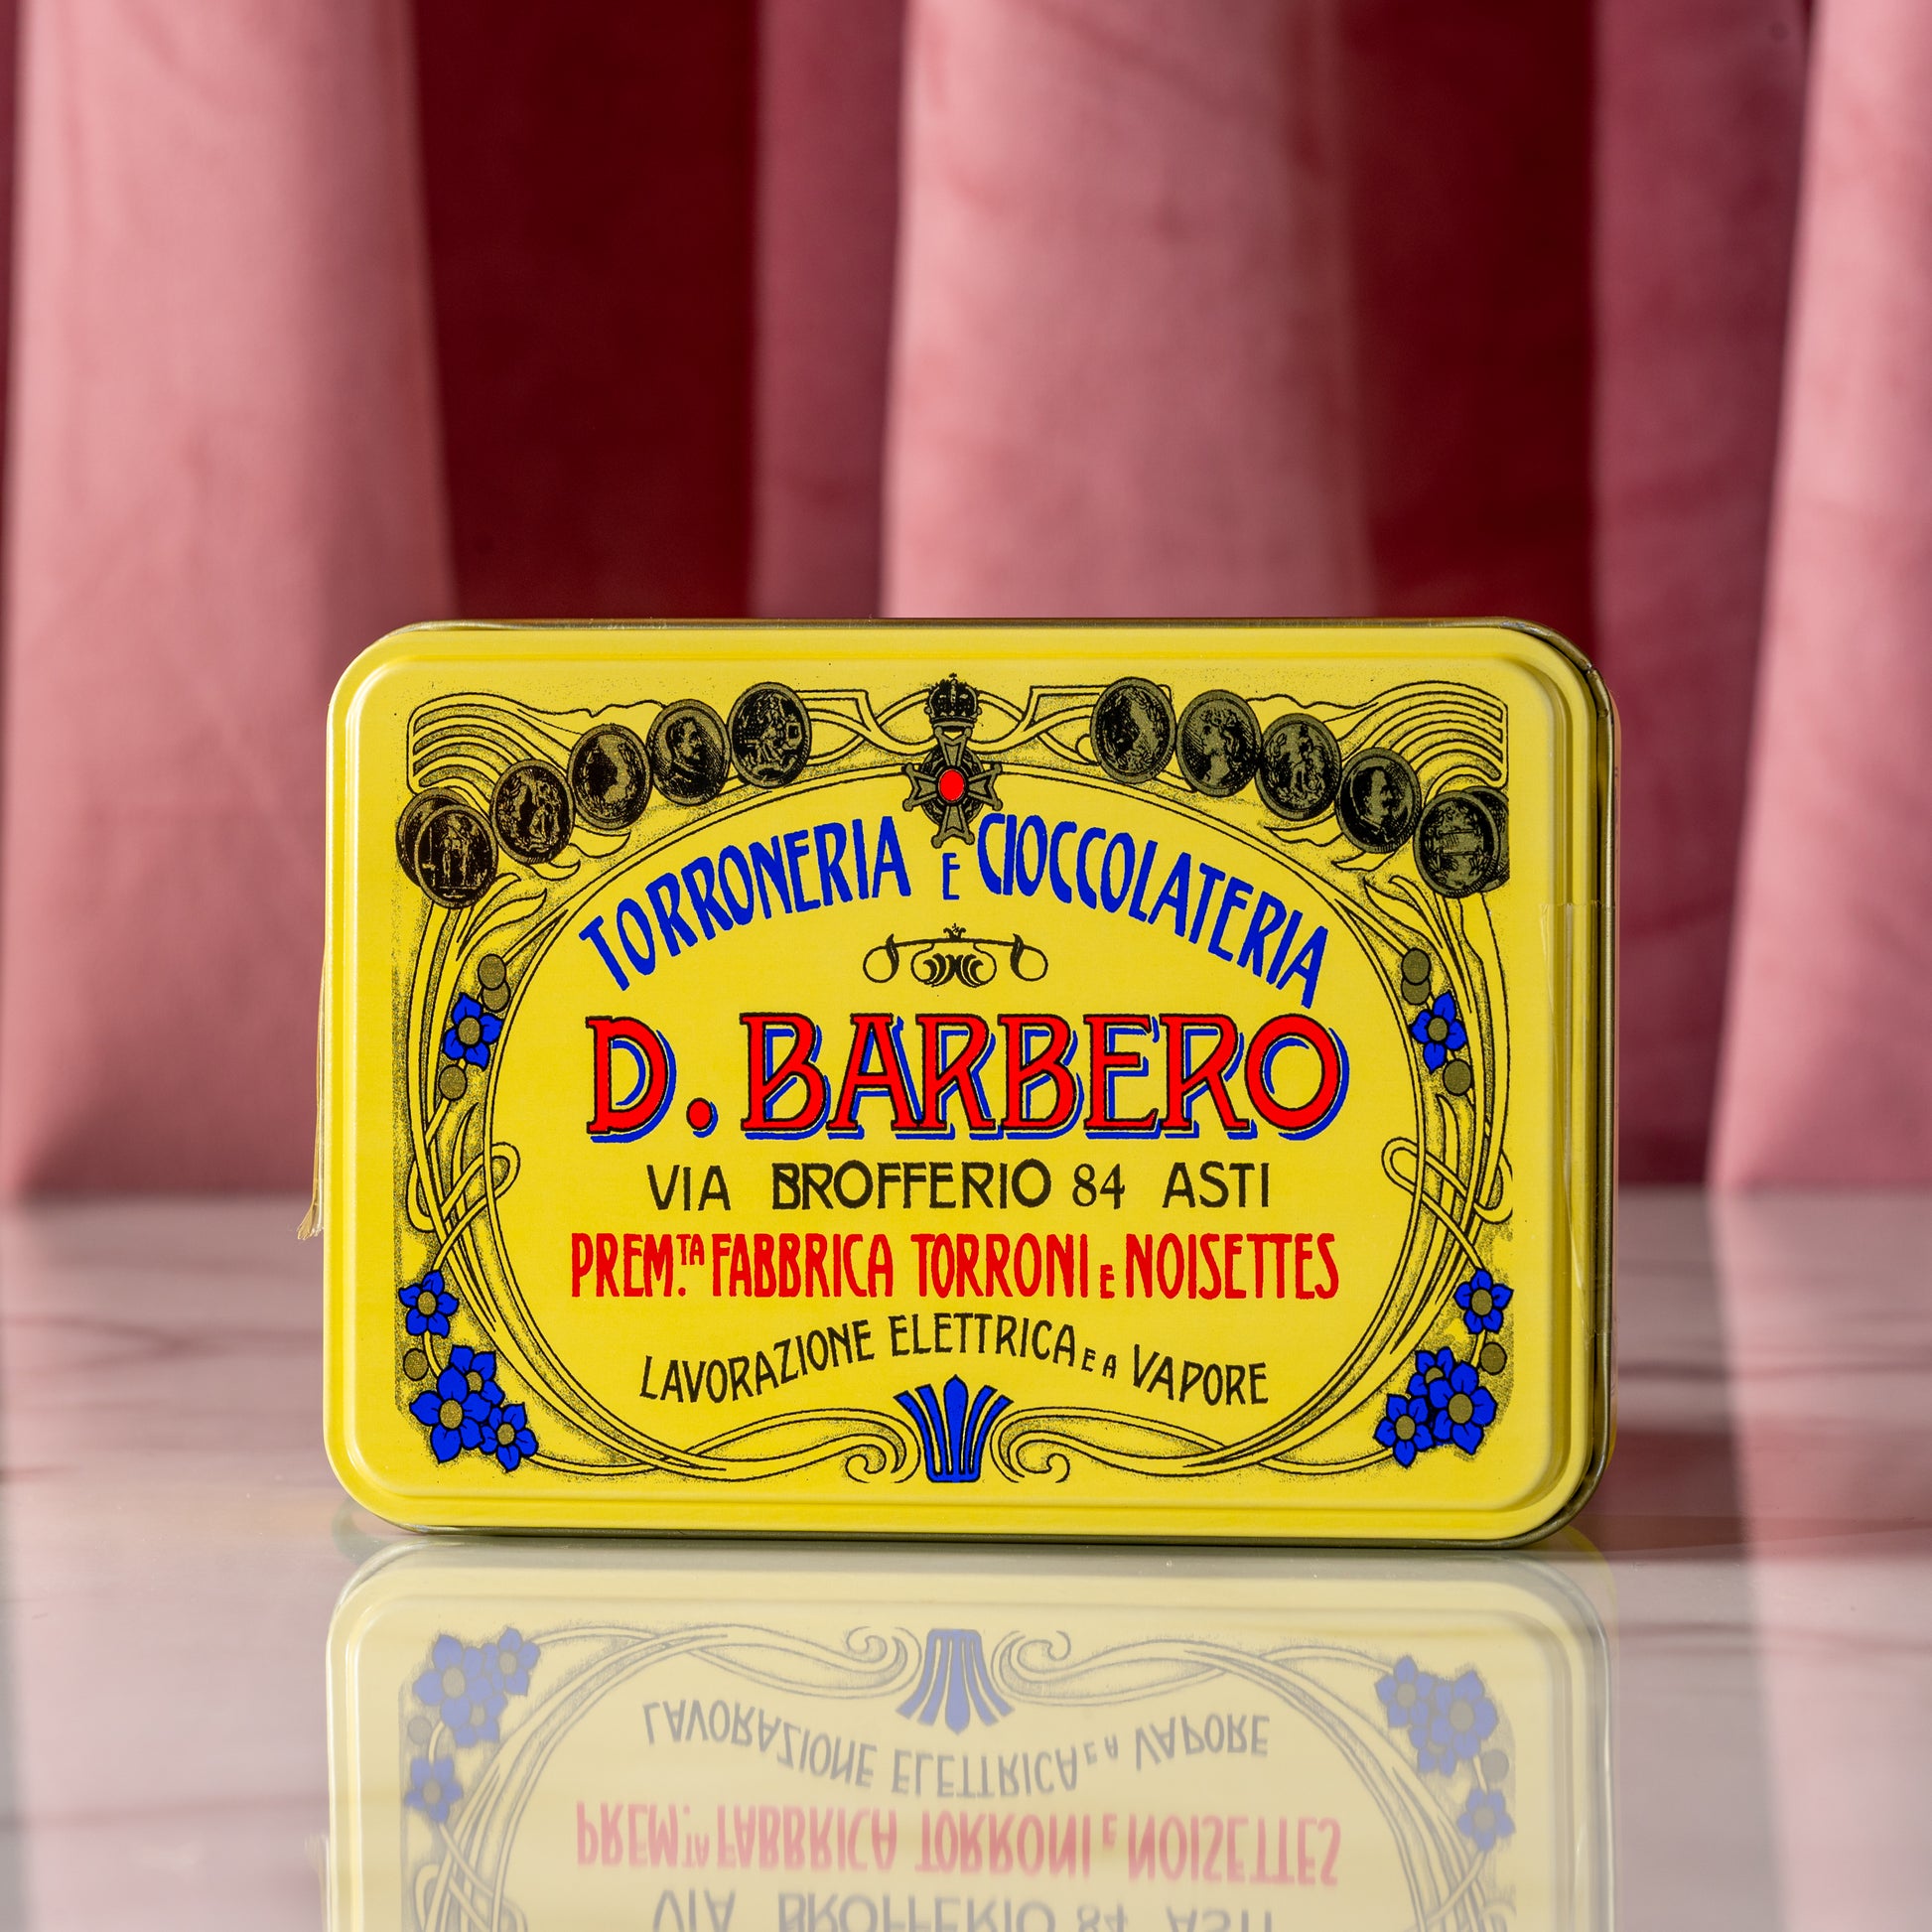 TORRONERIA E CIOCCOLATERIA
D. BARBERO
VIA BROFFERIO 84 ASTI
PREM.TA FABBRICA TORRONI E NOISETTES
LAVORAZIONE ELETTRICA E A VAPORE